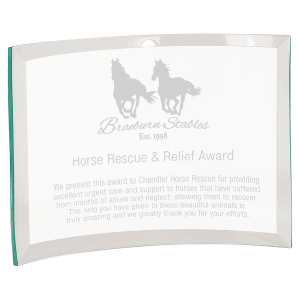 Braeburn Stables
Est. 1998
Horse Rescue & Relief Award
We present this award to Chandler Horse Rescue for providing
excellent urgent care and support to horses that have suffered
from months of abuse and neglect, allowing them to recover.
The help you have given to these beautiful animals is
truly amazing and we greatly thank you for your efforts.